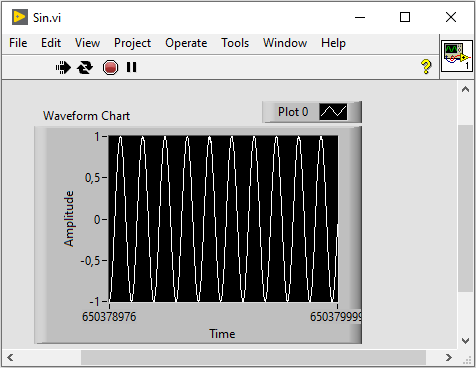 Sin.vi
File Edit View Project Operate Tools Window Help
?
1
Plot 0
Waveform Chart
1
0,5
0
-0,5
-1
Amplitude
650378976 650379999
Time